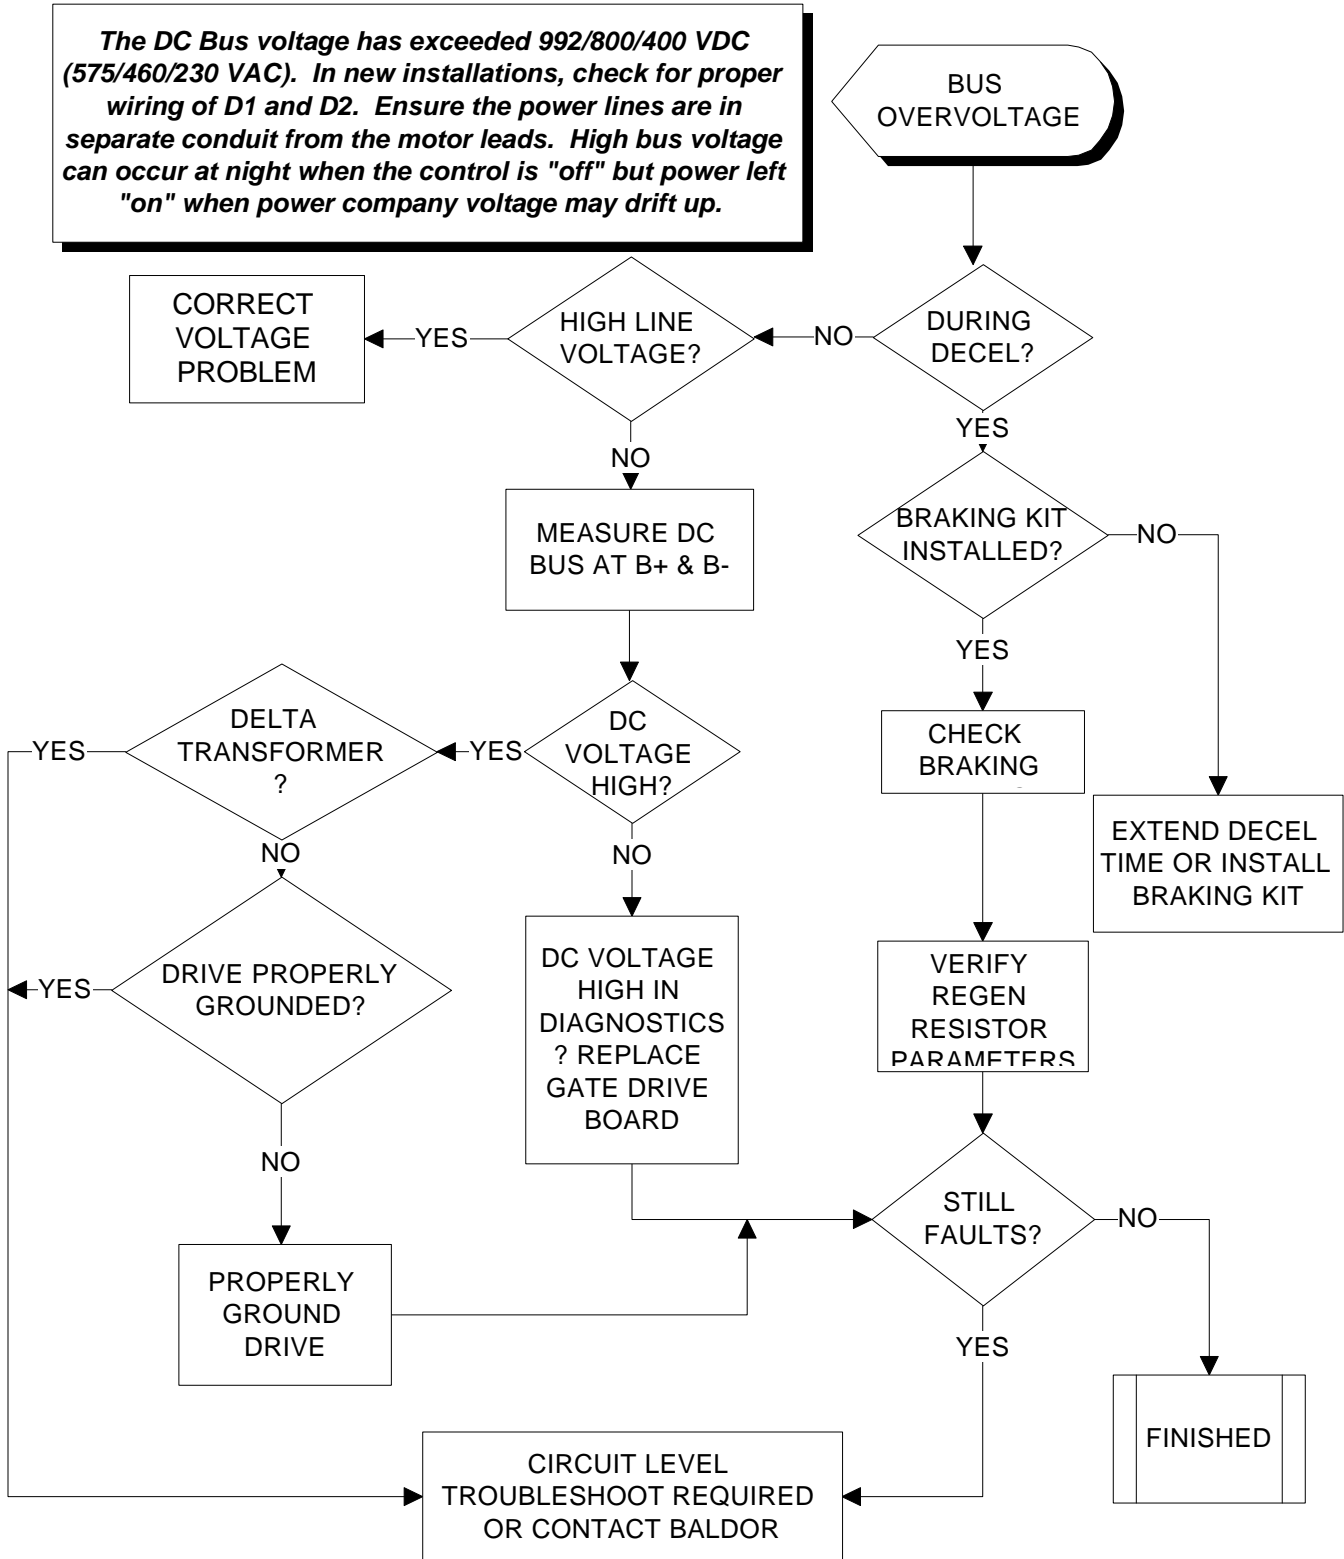 The DC Bus voltage has exceeded 992/800/400 VDC
(575/460/230 VAC). In new installations, check for proper
wiring of D1 and D2. Ensure the power lines are in
separate conduit from the motor leads. High bus voltage
can occur at night when the control is "off" but power left
"on" when power company voltage may drift up.
BUS
OVERVOLTAGE
DURING
DECEL?
NO
HIGH LINE
VOLTAGE?
YES
CORRECT
VOLTAGE
PROBLEM
YES
NO
BRAKING KIT
INSTALLED?
NO
MEASURE DC
BUS AT B+ & B-
YES
CHECK
BRAKING
EXTEND DECEL
TIME OR INSTALL
BRAKING KIT
DC
VOLTAGE
HIGH?
YES
DELTA
TRANSFORMER
?
YES
NO
NO
DRIVE PROPERLY
GROUNDED?
YES
DC VOLTAGE
HIGH IN
DIAGNOSTICS
? REPLACE
GATE DRIVE
BOARD
VERIFY
REGEN
RESISTOR
PARAMETERS
NO
STILL
FAULTS?
NO
PROPERLY
GROUND
DRIVE
YES
FINISHED
CIRCUIT LEVEL
TROUBLESHOOT REQUIRED
OR CONTACT BALDOR